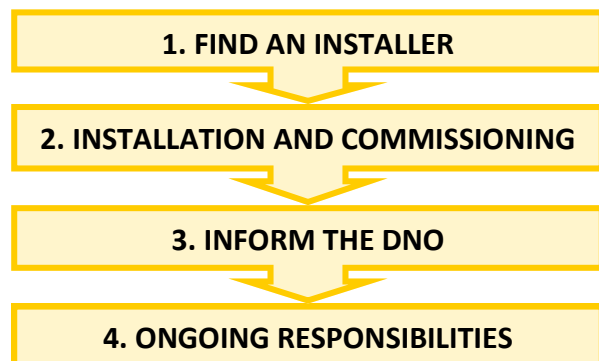 1. FIND AN INSTALLER
2. INSTALLATION AND COMMISSIONING
3. INFORM THE DNO
4. ONGOING RESPONSIBILITIES